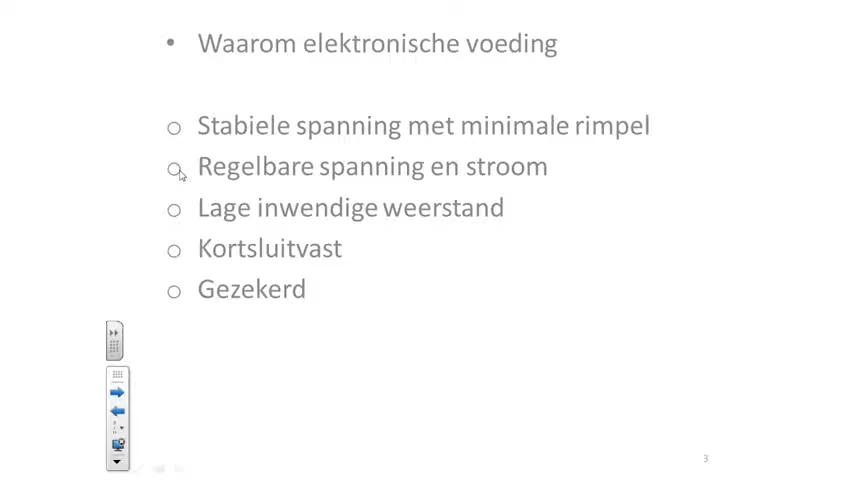 • Waarom elektronische voeding
o Stabiele spanning met minimale rimpel
o Regelbare spanning en stroom
o Lage inwendige weerstand
o Kortsluitvast
o Gezekerd
3